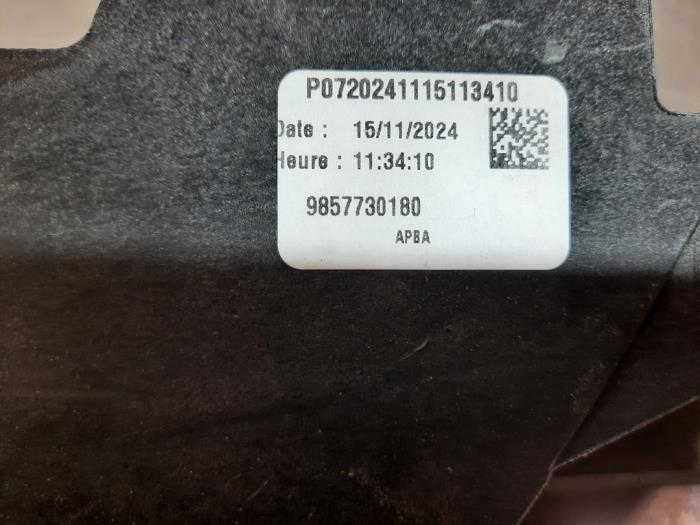 P0720241115113410
Date : 15/11/2024
Heure : 11:34:10
9857730180
APBA